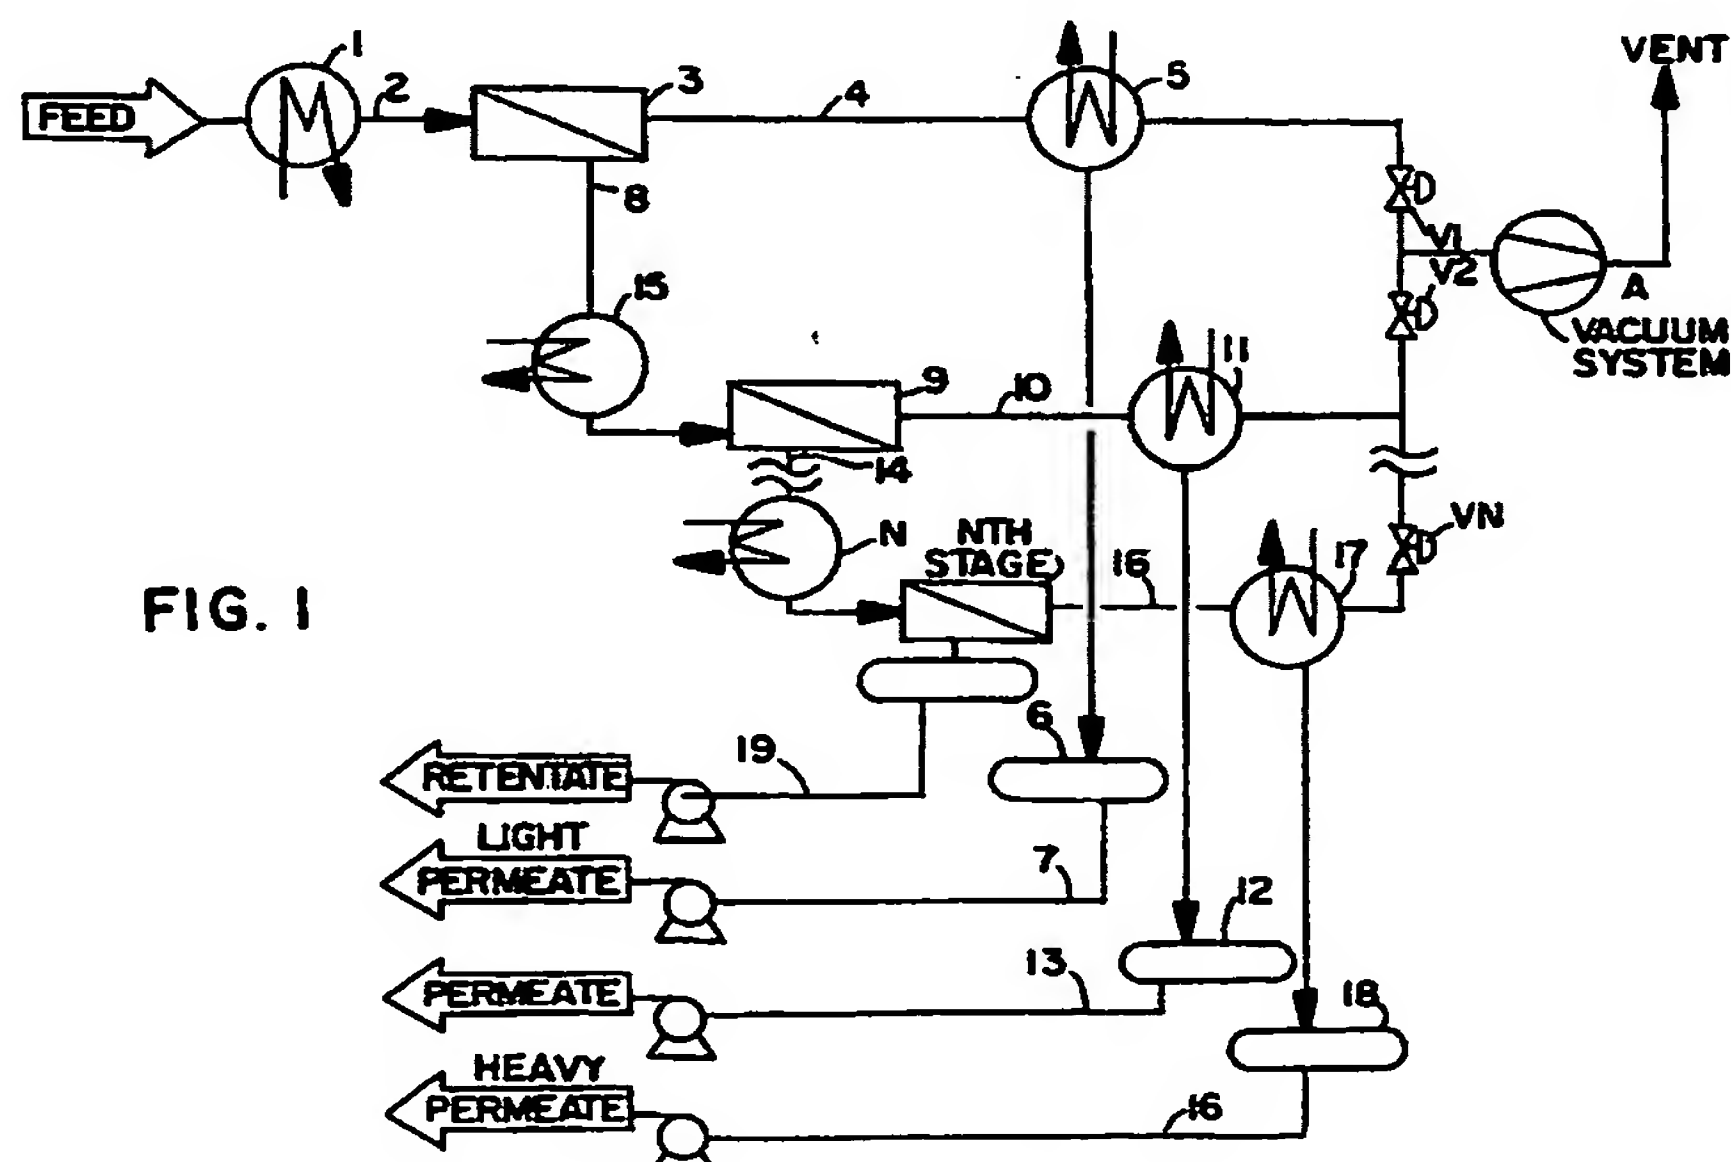 1
VENT
FEED
2
3
4
5
8
V1
V2
A
VACUUM
SYSTEM
15
9
10
11
14
N
NTH
STAGE
16
17
VN
FIG. 1
6
19
RETENTATE
LIGHT
PERMEATE
7
12
13
PERMEATE
18
HEAVY
PERMEATE
16